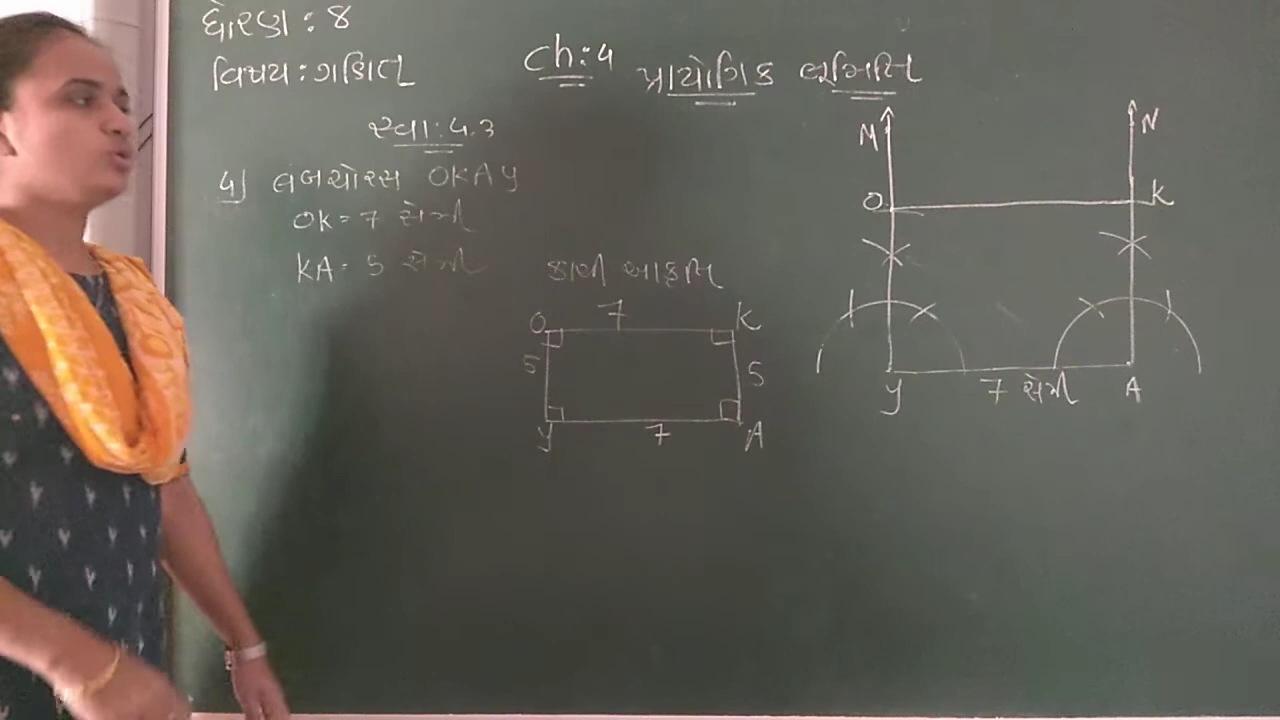 ધોરણ : ૪
વિષય : ગણિત
Ch : 4 પ્રાયોગિક ભૂમિતિ
સ્વા : 4.3
4) લંબચોરસ OKAY
OK = 7 સેમી
KA = 5 સેમી
કાચી આકૃતિ
O 7 K
5 5
Y 7 A
M N
O K
Y 7 સેમી A